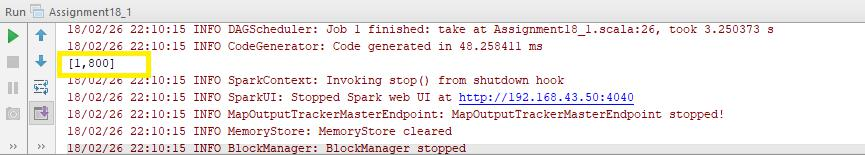 Run Assignment18_1
18/02/26 22:10:15 INFO DAGScheduler: Job 1 finished: take at Assignment18_1.scala:26, took 3.250373 s
18/02/26 22:10:15 INFO CodeGenerator: Code generated in 48.258411 ms
[1,800]
18/02/26 22:10:15 INFO SparkContext: Invoking stop() from shutdown hook
18/02/26 22:10:15 INFO SparkUI: Stopped Spark web UI at http://192.168.43.50:4040
18/02/26 22:10:15 INFO MapOutputTrackerMasterEndpoint: MapOutputTrackerMasterEndpoint stopped!
18/02/26 22:10:15 INFO MemoryStore: MemoryStore cleared
18/02/26 22:10:15 INFO BlockManager: BlockManager stopped